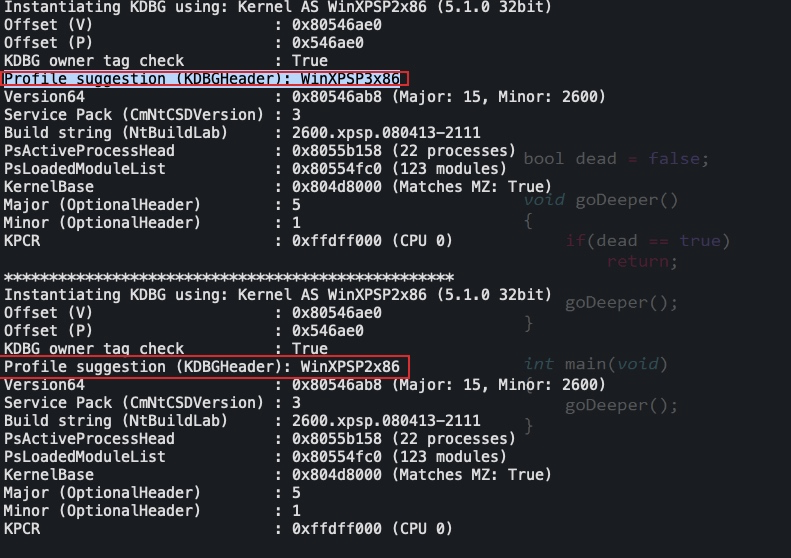 Instantiating KDBG using: Kernel AS WinXPSP2x86 (5.1.0 32bit)
Offset (V) : 0x80546ae0
Offset (P) : 0x546ae0
KDBG owner tag check : True
Profile suggestion (KDBGHeader): WinXPSP3x86
Version64 : 0x80546ab8 (Major: 15, Minor: 2600)
Service Pack (CmNtCSDVersion) : 3
Build string (NtBuildLab) : 2600.xpsp.080413-2111
PsActiveProcessHead : 0x8055b158 (22 processes)
PsLoadedModuleList : 0x80554fc0 (123 modules)
KernelBase : 0x804d8000 (Matches MZ: True)
Major (OptionalHeader) : 5
Minor (OptionalHeader) : 1
KPCR : 0xffdff000 (CPU 0)
**************************************************
Instantiating KDBG using: Kernel AS WinXPSP2x86 (5.1.0 32bit)
Offset (V) : 0x80546ae0
Offset (P) : 0x546ae0
KDBG owner tag check : True
Profile suggestion (KDBGHeader): WinXPSP2x86
Version64 : 0x80546ab8 (Major: 15, Minor: 2600)
Service Pack (CmNtCSDVersion) : 3
Build string (NtBuildLab) : 2600.xpsp.080413-2111
PsActiveProcessHead : 0x8055b158 (22 processes)
PsLoadedModuleList : 0x80554fc0 (123 modules)
KernelBase : 0x804d8000 (Matches MZ: True)
Major (OptionalHeader) : 5
Minor (OptionalHeader) : 1
KPCR : 0xffdff000 (CPU 0)
bool dead = false;
void goDeeper()
{
if(dead == true)
return;
goDeeper();
}
int main(void)
{
goDeeper();
}